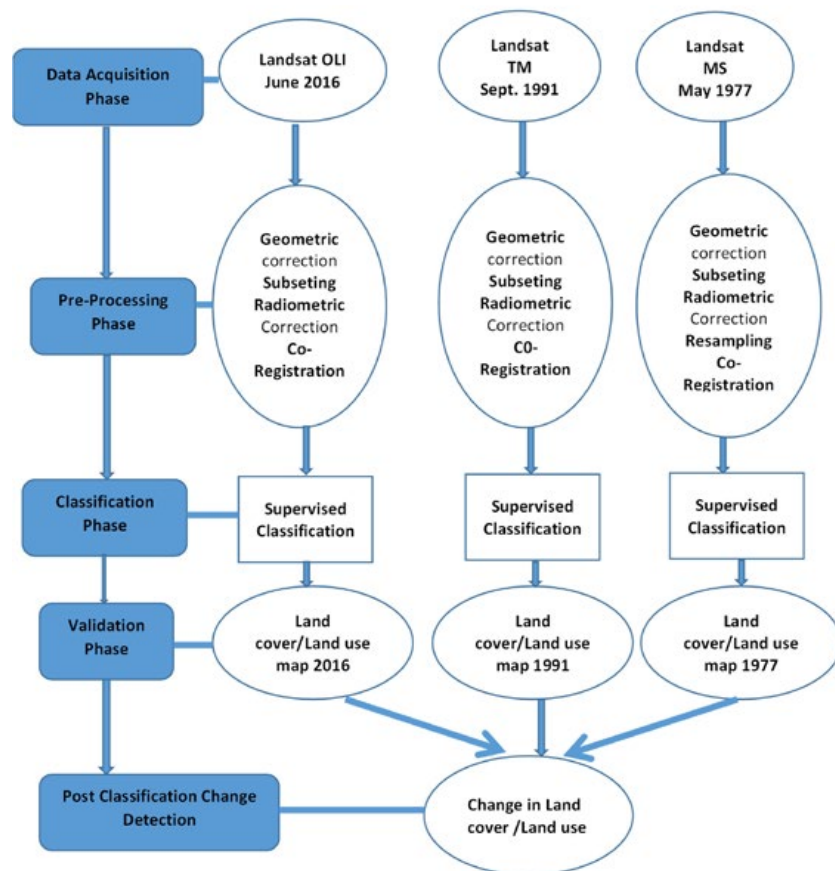 Data Acquisition
Phase
Landsat OLI
June 2016
Landsat
TM
Sept. 1991
Landsat
MS
May 1977
Pre-Processing
Phase
Geometric
correction
Subseting
Radiometric
Correction
Co-
Registration
Geometric
correction
Subseting
Radiometric
Correction
C0-
Registration
Geometric
correction
Subseting
Radiometric
Correction
Resampling
Co-
Registration
Classification
Phase
Supervised
Classification
Supervised
Classification
Supervised
Classification
Validation
Phase
Land
cover/Land use
map 2016
Land
cover/Land use
map 1991
Land
cover/Land use
map 1977
Post Classification Change
Detection
Change in Land
cover /Land use